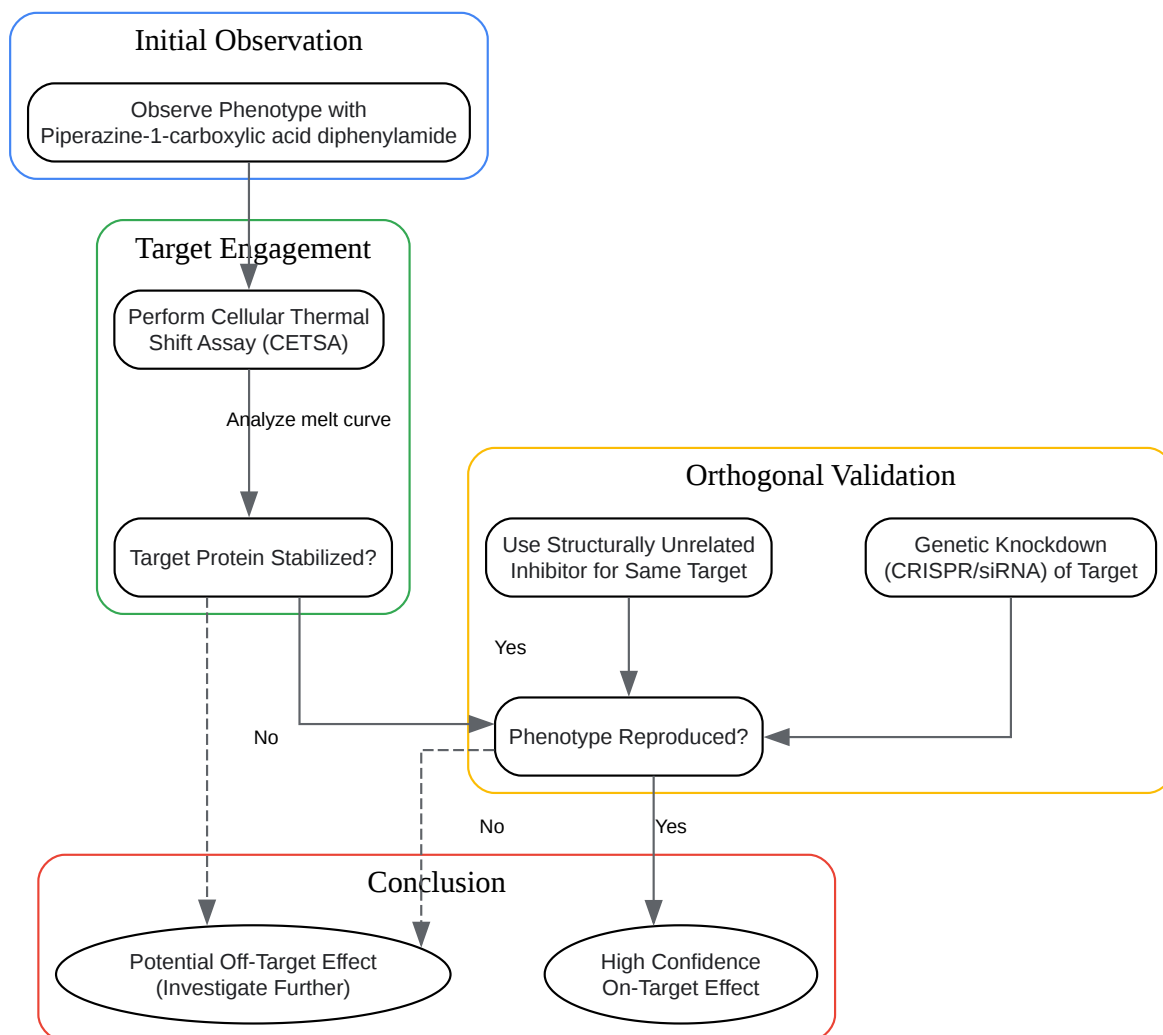 Initial Observation
Observe Phenotype with
Piperazine-1-carboxylic acid diphenylamide
Target Engagement
Perform Cellular Thermal
Shift Assay (CETSA)
Analyze melt curve
Target Protein Stabilized?
Orthogonal Validation
Use Structurally Unrelated
Inhibitor for Same Target
Genetic Knockdown
(CRISPR/siRNA) of Target
Yes
Phenotype Reproduced?
No
No
Yes
Conclusion
Potential Off-Target Effect
(Investigate Further)
High Confidence
On-Target Effect